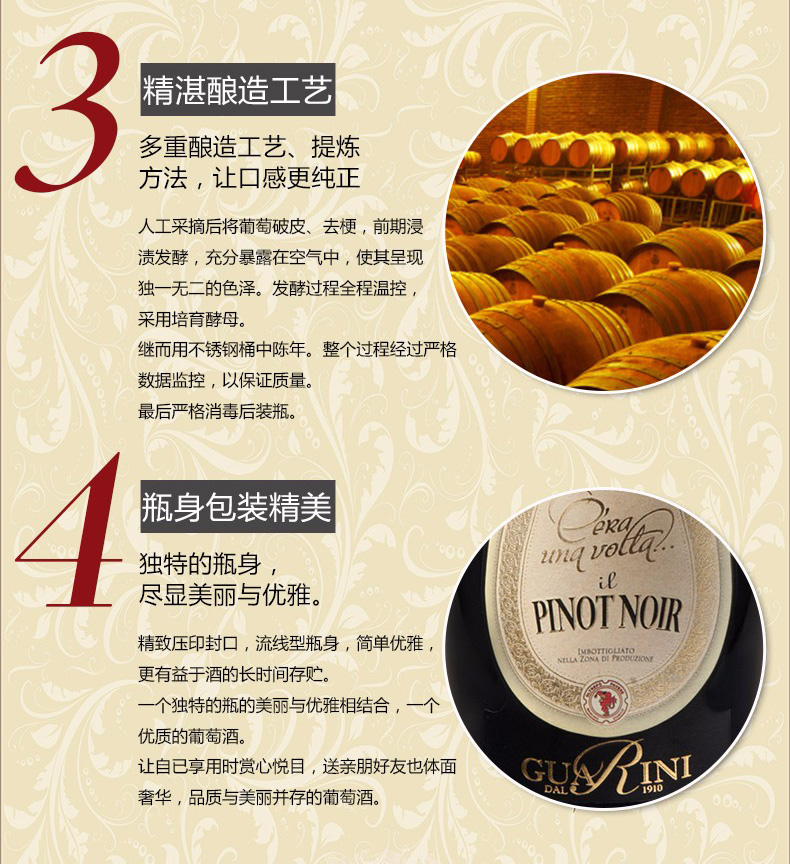 3
精湛酿造工艺
多重酿造工艺、提炼
方法，让口感更纯正
人工采摘后将葡萄破皮、去梗，前期浸
渍发酵，充分暴露在空气中，使其呈现
独一无二的色泽。发酵过程全程温控，
采用培育酵母。
继而用不锈钢桶中陈年。整个过程经过严格
数据监控，以保证质量。
最后严格消毒后装瓶。
4
瓶身包装精美
独特的瓶身，
尽显美丽与优雅。
精致压印封口，流线型瓶身，简单优雅，
更有益于酒的长时间存贮。
一个独特的瓶的美丽与优雅相结合，一个
优质的葡萄酒。
让自已享用时赏心悦目，送亲朋好友也体面
奢华，品质与美丽并存的葡萄酒。
C'era
una volta...
il
PINOT NOIR
IMBOTTIGLIATO
NELLA ZONA DI PRODUZIONE
GUARINI
DAL 1910